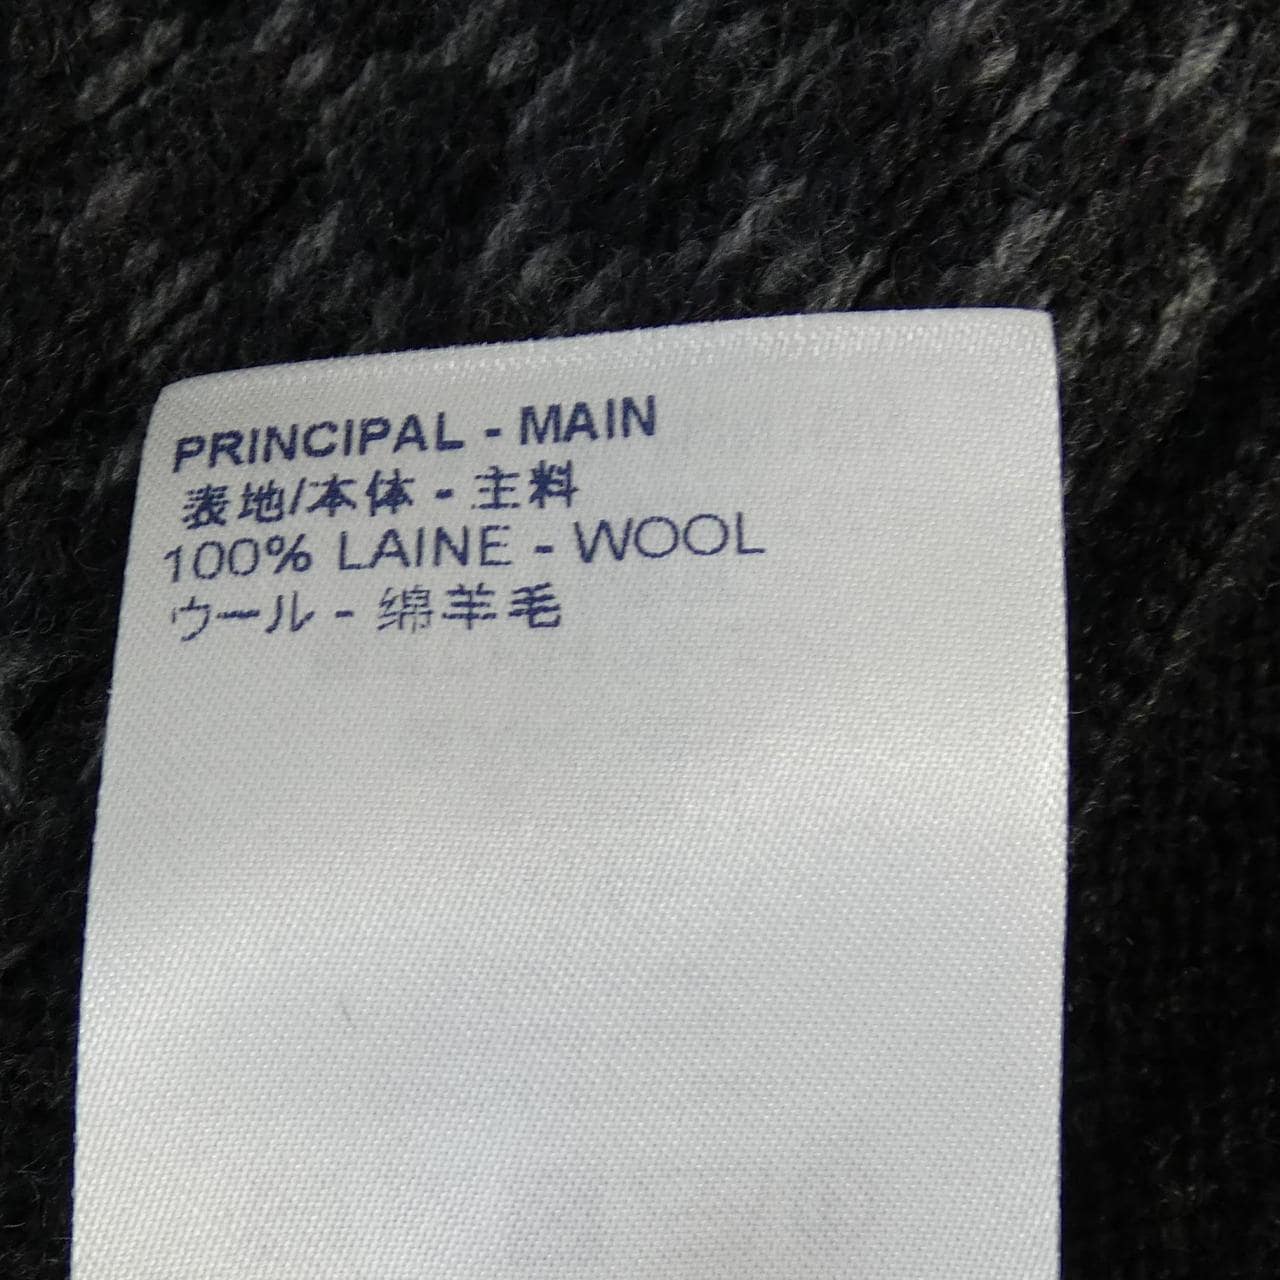 PRINCIPAL - MAIN
表地/本体 - 主料
100% LAINE - WOOL
ウール - 绵羊毛